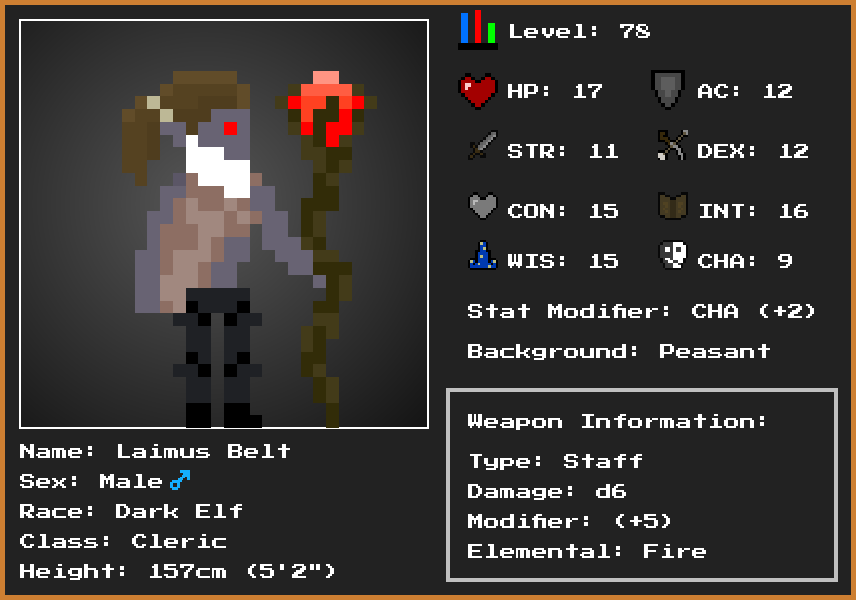 Level: 78
HP: 17 AC: 12
STR: 11 DEX: 12
CON: 15 INT: 16
WIS: 15 CHA: 9
Stat Modifier: CHA (+2)
Background: Peasant
Weapon Information:
Type: Staff
Damage: d6
Modifier: (+5)
Elemental: Fire
Name: Laimus Belt
Sex: Male♂
Race: Dark Elf
Class: Cleric
Height: 157cm (5'2")